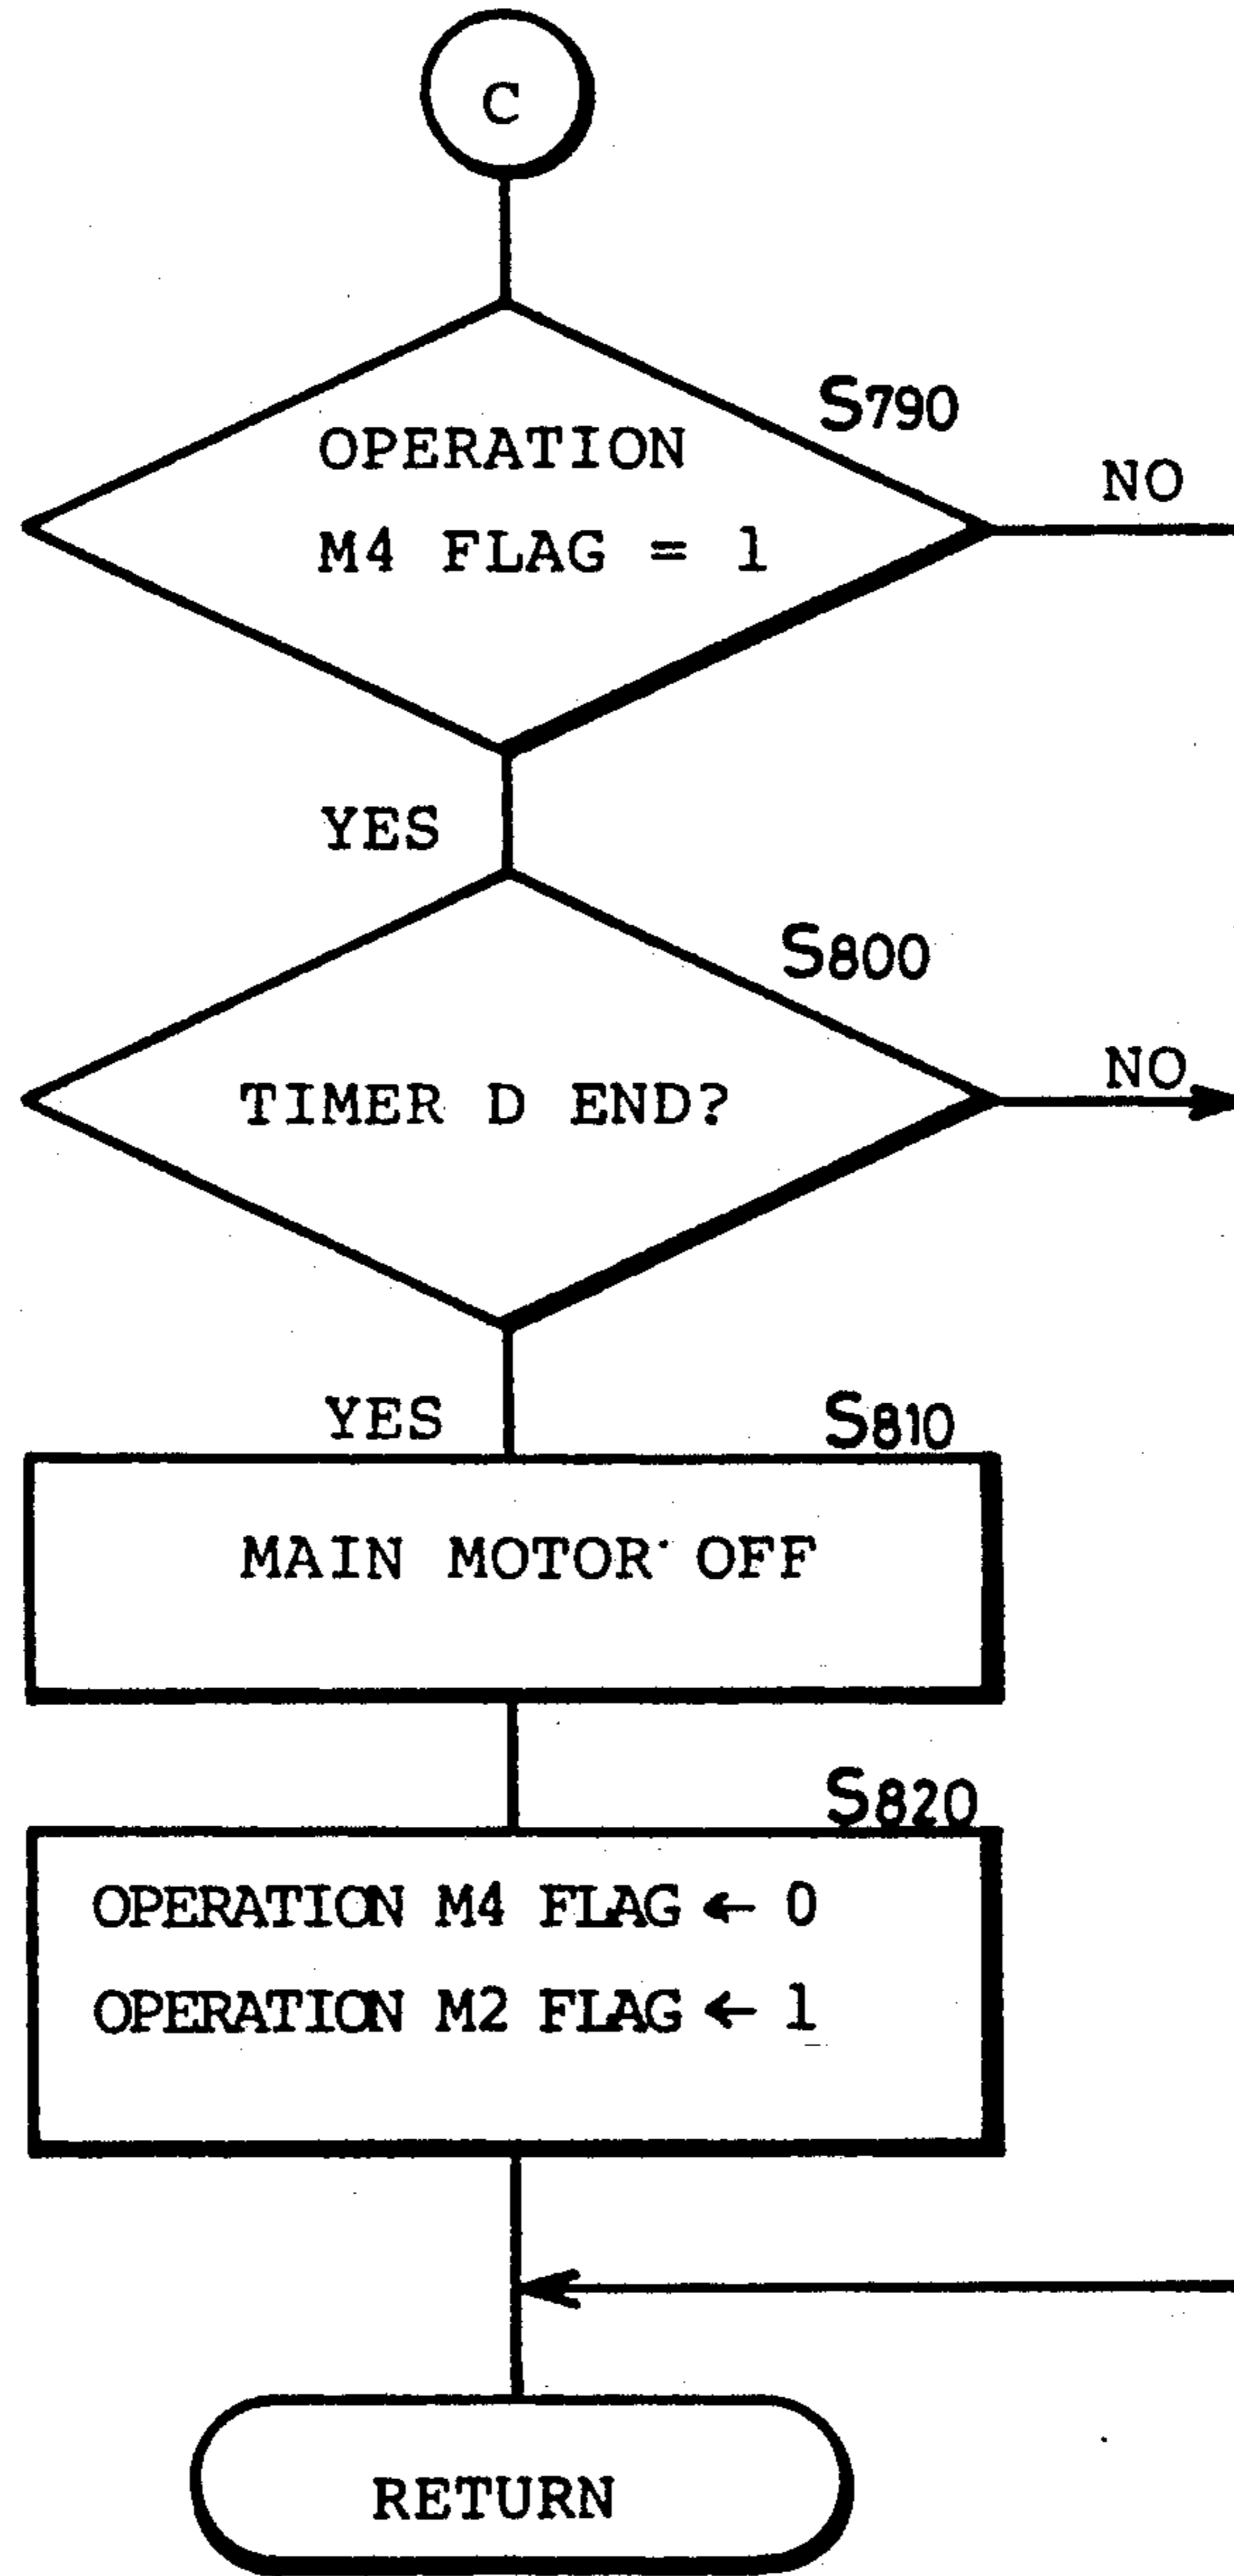 C
S790
OPERATION
M4 FLAG = 1
NO
YES
S800
TIMER D END?
NO
YES
S810
MAIN MOTOR OFF
S820
OPERATION M4 FLAG ← 0
OPERATION M2 FLAG ← 1
RETURN